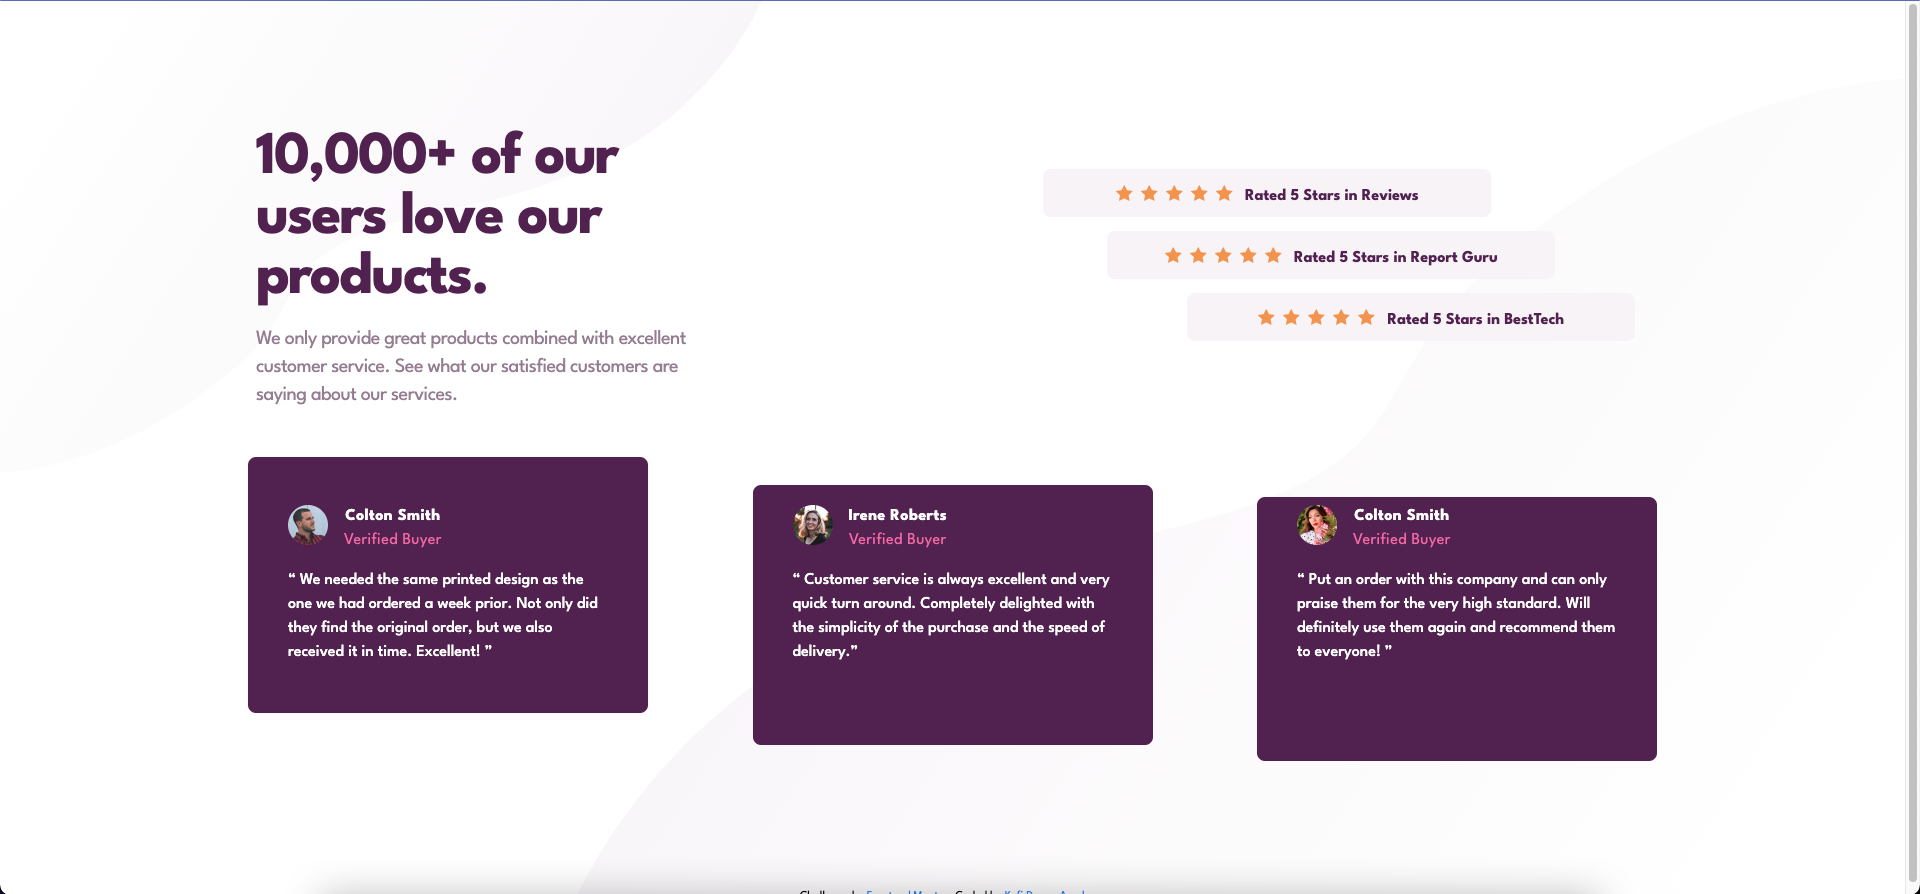 10,000+ of our
users love our
products.
We only provide great products combined with excellent
customer service. See what our satisfied customers are
saying about our services.
Rated 5 Stars in Reviews
Rated 5 Stars in Report Guru
Rated 5 Stars in BestTech
Colton Smith
Verified Buyer
“ We needed the same printed design as the
one we had ordered a week prior. Not only did
they find the original order, but we also
received it in time. Excellent! ”
Irene Roberts
Verified Buyer
“ Customer service is always excellent and very
quick turn around. Completely delighted with
the simplicity of the purchase and the speed of
delivery.”
Colton Smith
Verified Buyer
“ Put an order with this company and can only
praise them for the very high standard. Will
definitely use them again and recommend them
to everyone! ”